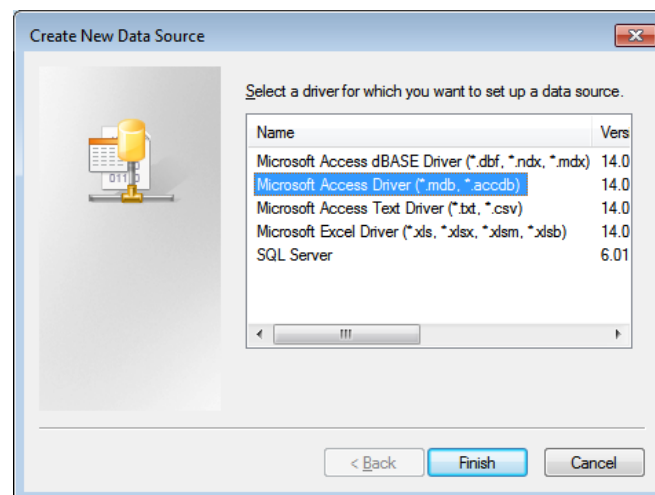 Create New Data Source
Select a driver for which you want to set up a data source.
Name Vers
Microsoft Access dBASE Driver (*.dbf, *.ndx, *.mdx) 14.0
Microsoft Access Driver (*.mdb, *.accdb) 14.0
Microsoft Access Text Driver (*.txt, *.csv) 14.0
Microsoft Excel Driver (*.xls, *.xlsx, *.xlsm, *.xlsb) 14.0
SQL Server 6.01
< Back Finish Cancel